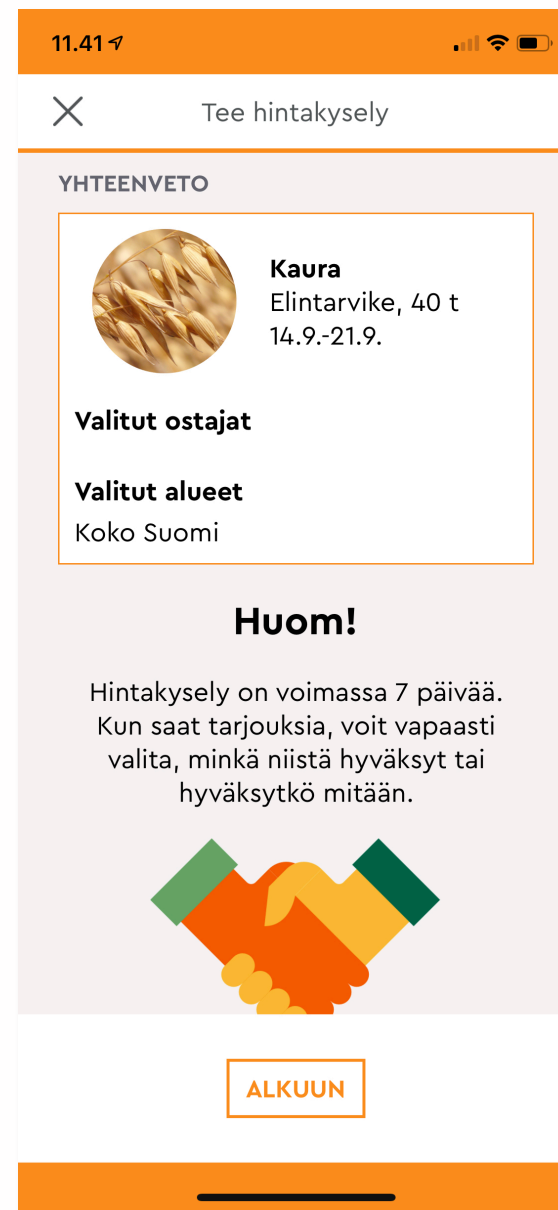 11.41
Tee hintakysely
YHTEENVETO
Kaura
Elintarvike, 40 t
14.9.-21.9.
Valitut ostajat
Valitut alueet
Koko Suomi
Huom!
Hintakysely on voimassa 7 päivää.
Kun saat tarjouksia, voit vapaasti
valita, minkä niistä hyväksyt tai
hyväksytkö mitään.
ALKUUN